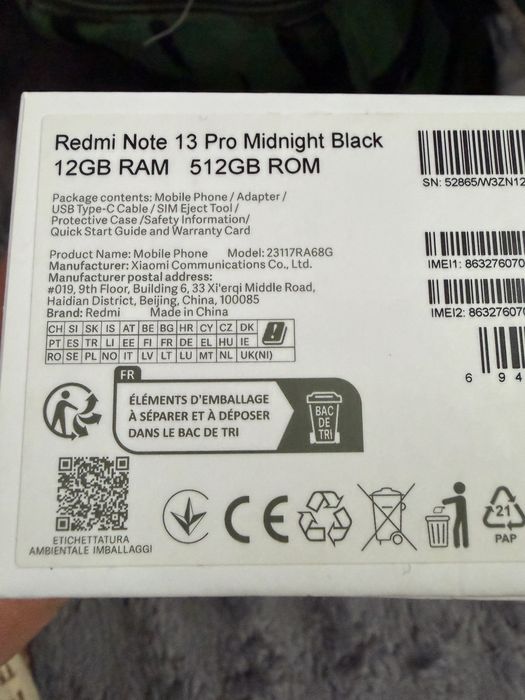 Redmi Note 13 Pro Midnight Black
12GB RAM 512GB ROM
Package contents: Mobile Phone / Adapter /
USB Type-C Cable / SIM Eject Tool /
Protective Case /Safety Information/
Quick Start Guide and Warranty Card
Product Name: Mobile Phone Model: 23117RA68G
Manufacturer: Xiaomi Communications Co., Ltd.
Manufacturer postal address:
#019, 9th Floor, Building 6, 33 Xi'erqi Middle Road,
Haidian District, Beijing, China, 100085
Brand: Redmi Made in China
CH SI SK IS AT BE BG HR CY CZ DK
PT ES TR LI EE FI FR DE EL HU IE
RO SE PL NO IT LV LT LU MT NL UK(NI)
SN: 52865/W3ZN12
IMEI1: 863276070
IMEI2: 863276070
6 9 4
FR
ÉLÉMENTS D'EMBALLAGE
À SÉPARER ET À DÉPOSER
DANS LE BAC DE TRI
BAC
DE
TRI
ETICHETTATURA
AMBIENTALE IMBALLAGGI
CE
21
PAP